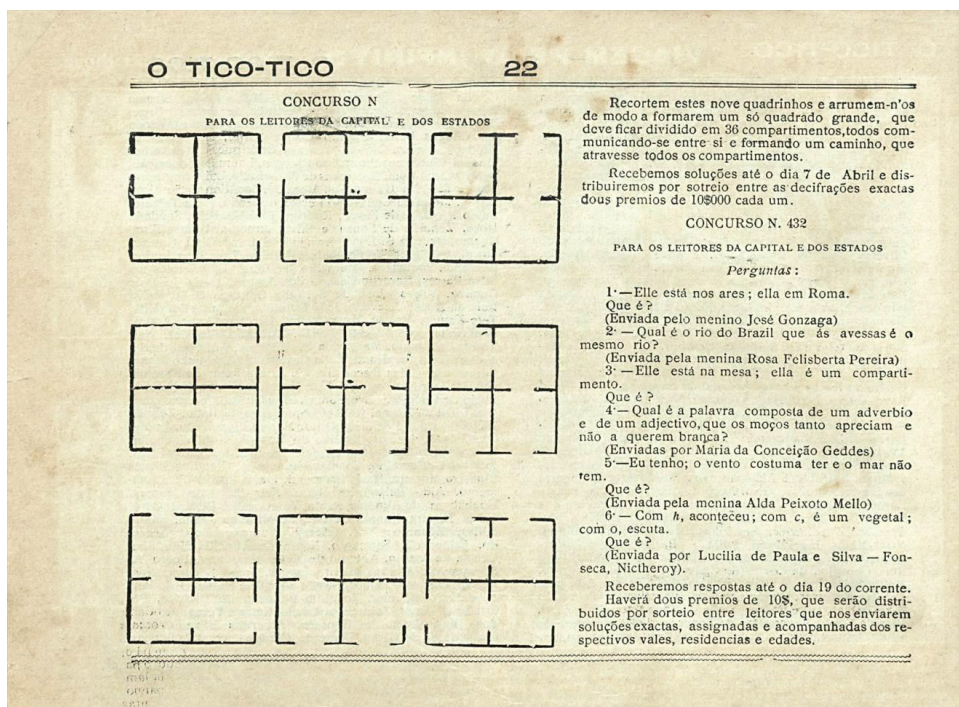 O TICO-TICO 22
CONCURSO N
PARA OS LEITORES DA CAPITAL E DOS ESTADOS
Recortem estes nove quadrinhos e arrumem-n'os
de modo a formarem um só quadrado grande, que
deve ficar dividido em 36 compartimentos,todos com-
municando-se entre si e formando um caminho, que
atravesse todos os compartimentos.
Recebemos soluções até o dia 7 de Abril e dis-
tribuiremos por sotreio entre as decifrações exactas
dous premios de 10$000 cada um.
CONCURSO N. 432
PARA OS LEITORES DA CAPITAL E DOS ESTADOS
Perguntas :
1·—Elle está nos ares ; ella em Roma.
Que é ?
(Enviada pelo menino José Gonzaga)
2· — Qual é o rio do Brazil que ás avessas é o
mesmo rio?
(Enviada pela menina Rosa Felisberta Pereira)
3· —Elle está na mesa ; ella é um comparti-
mento.
Que é ?
4·— Qual é a palavra composta de um adverbio
e de um adjectivo, que os moços tanto apreciam e
não a querem branca?
(Enviadas por Maria da Conceição Geddes)
5·—Eu tenho; o vento costuma ter e o mar não
tem.
Que é?
(Enviada pela menina Alda Peixoto Mello)
6· — Com h, aconteceu; com c, é um vegetal ;
com o, escuta.
Que é ?
(Enviada por Lucilia de Paula e Silva — Fon-
seca, Nictheroy).
Receberemos respostas até o dia 19 do corrente.
Haverá dous premios de 10$, que serão distri-
buidos por sorteio entre leitores que nos enviarem
soluções exactas, assignadas e acompanhadas dos re-
spectivos vales, residencias e edades.